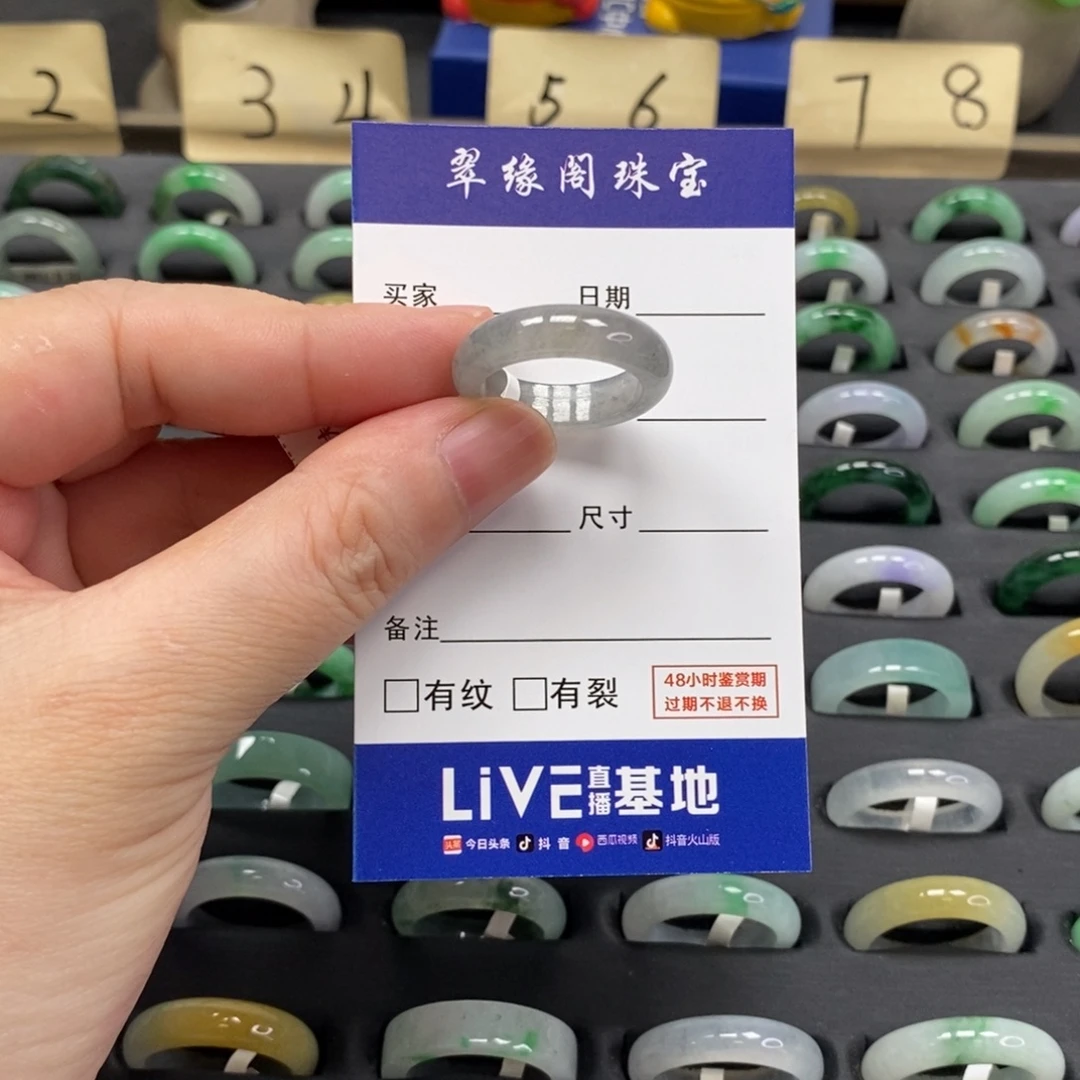 2
3 4
5 6
7 8
翠缘阁珠宝
买家 日期
尺寸
备注
□有纹 □有裂
48小时鉴赏期
过期不退不换
LiVE直播基地
头条 今日头条 抖音 西瓜视频 抖音火山版